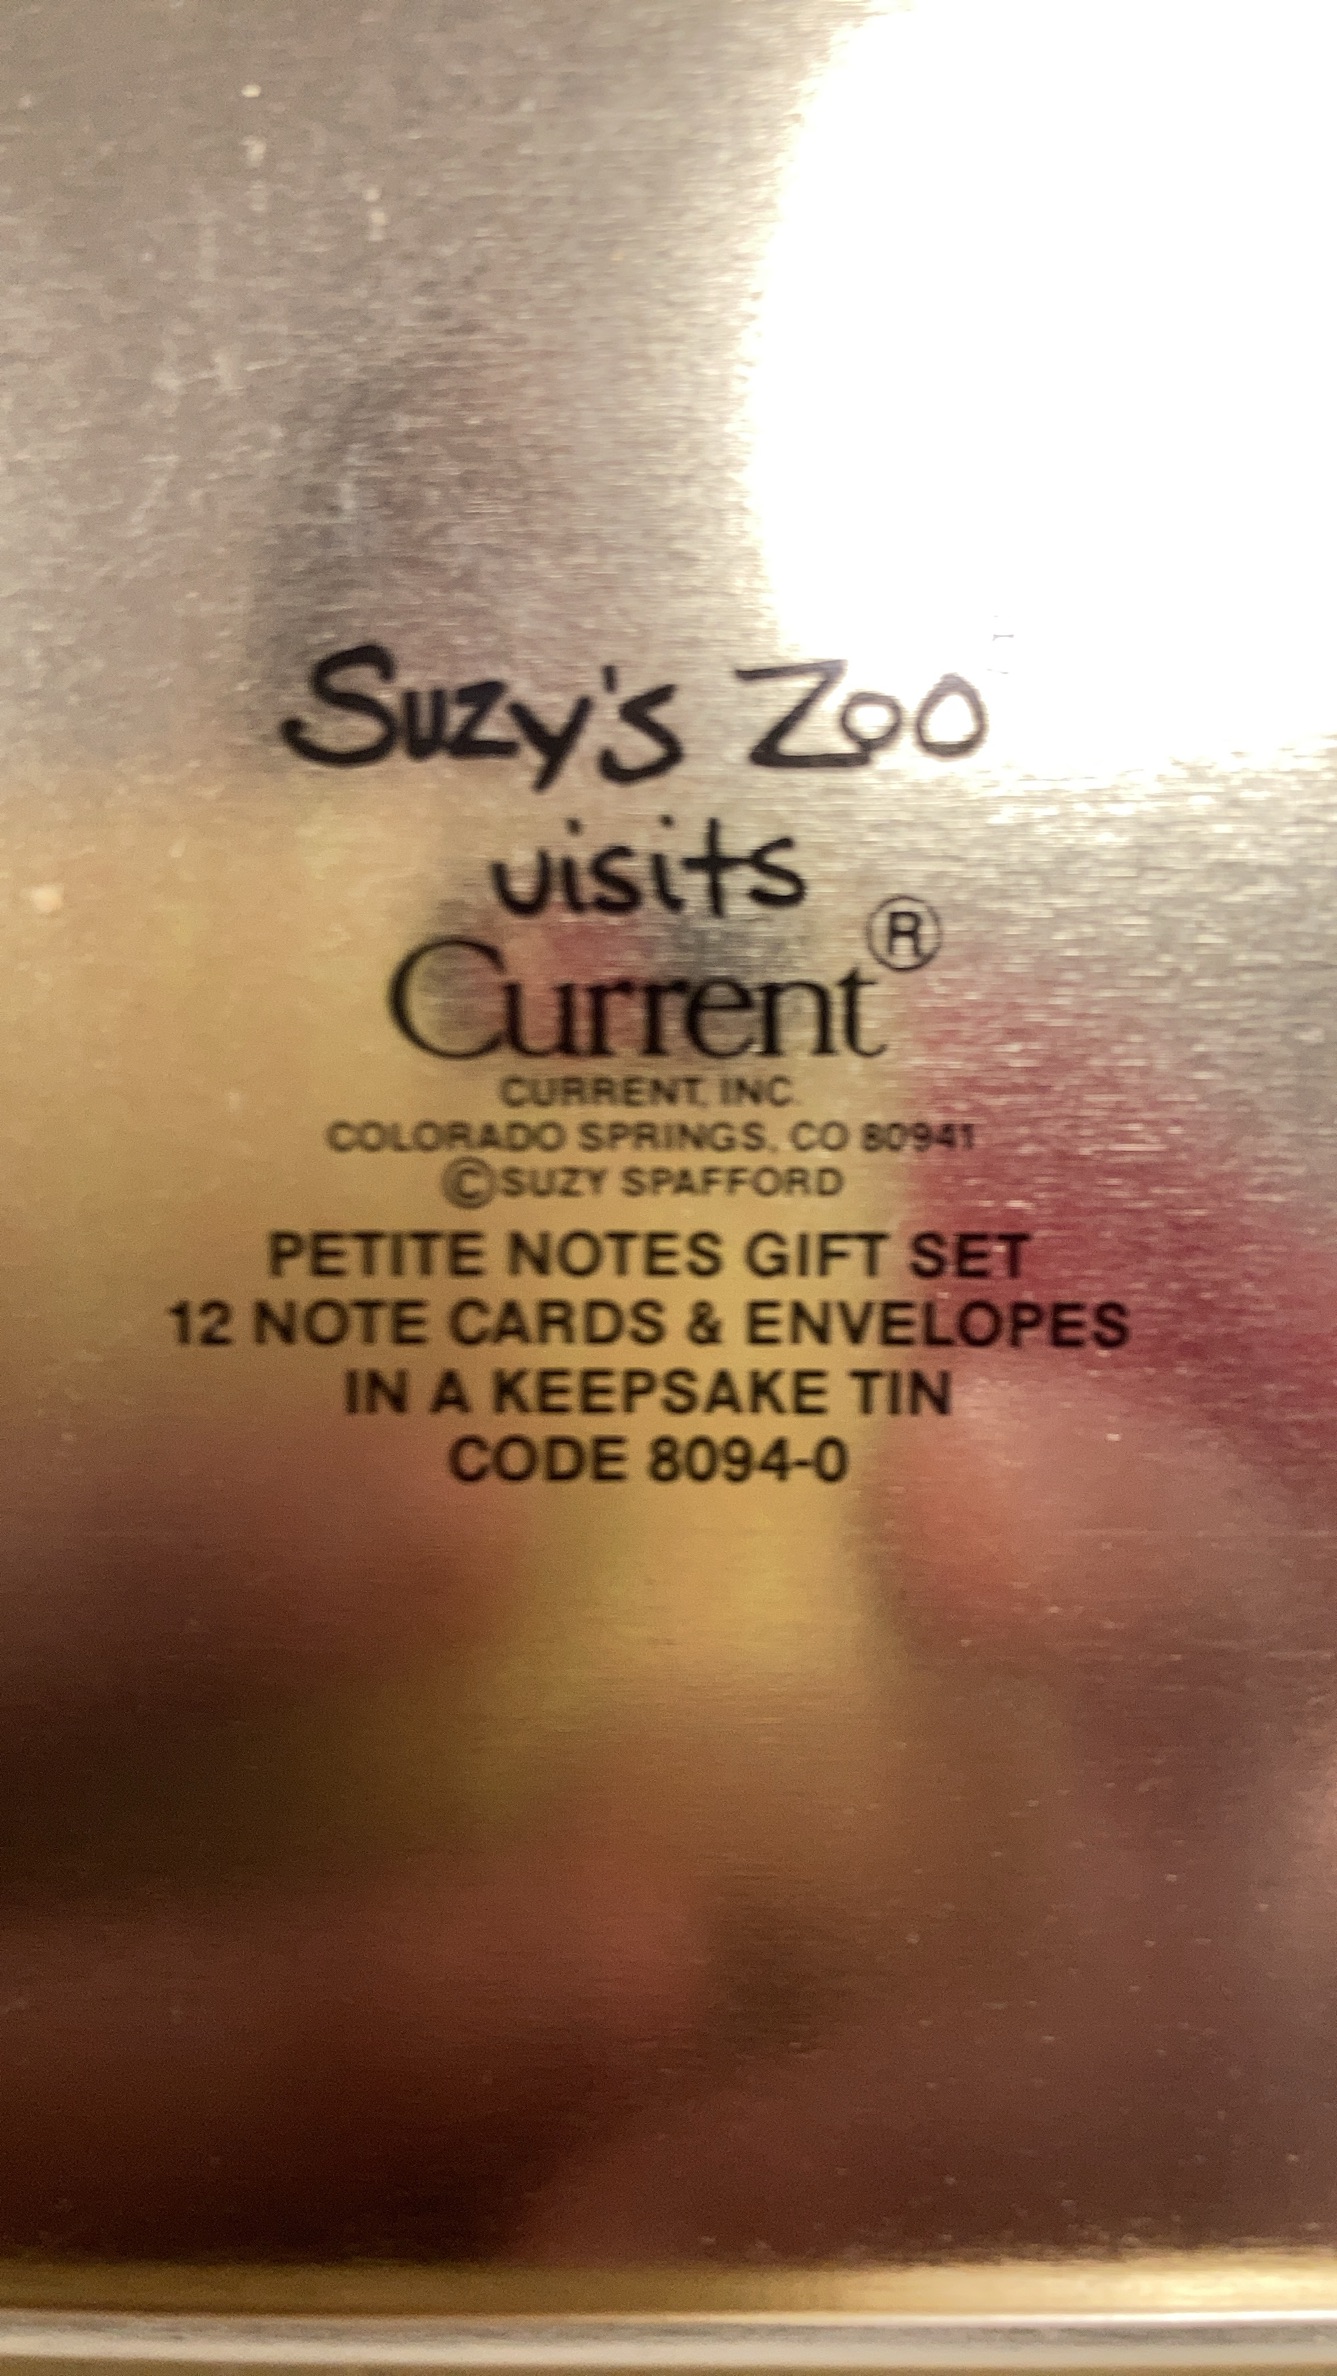 Suzy's Zoo
visits
Current®
CURRENT, INC.
COLORADO SPRINGS, CO 80941
©SUZY SPAFFORD
PETITE NOTES GIFT SET
12 NOTE CARDS & ENVELOPES
IN A KEEPSAKE TIN
CODE 8094-0